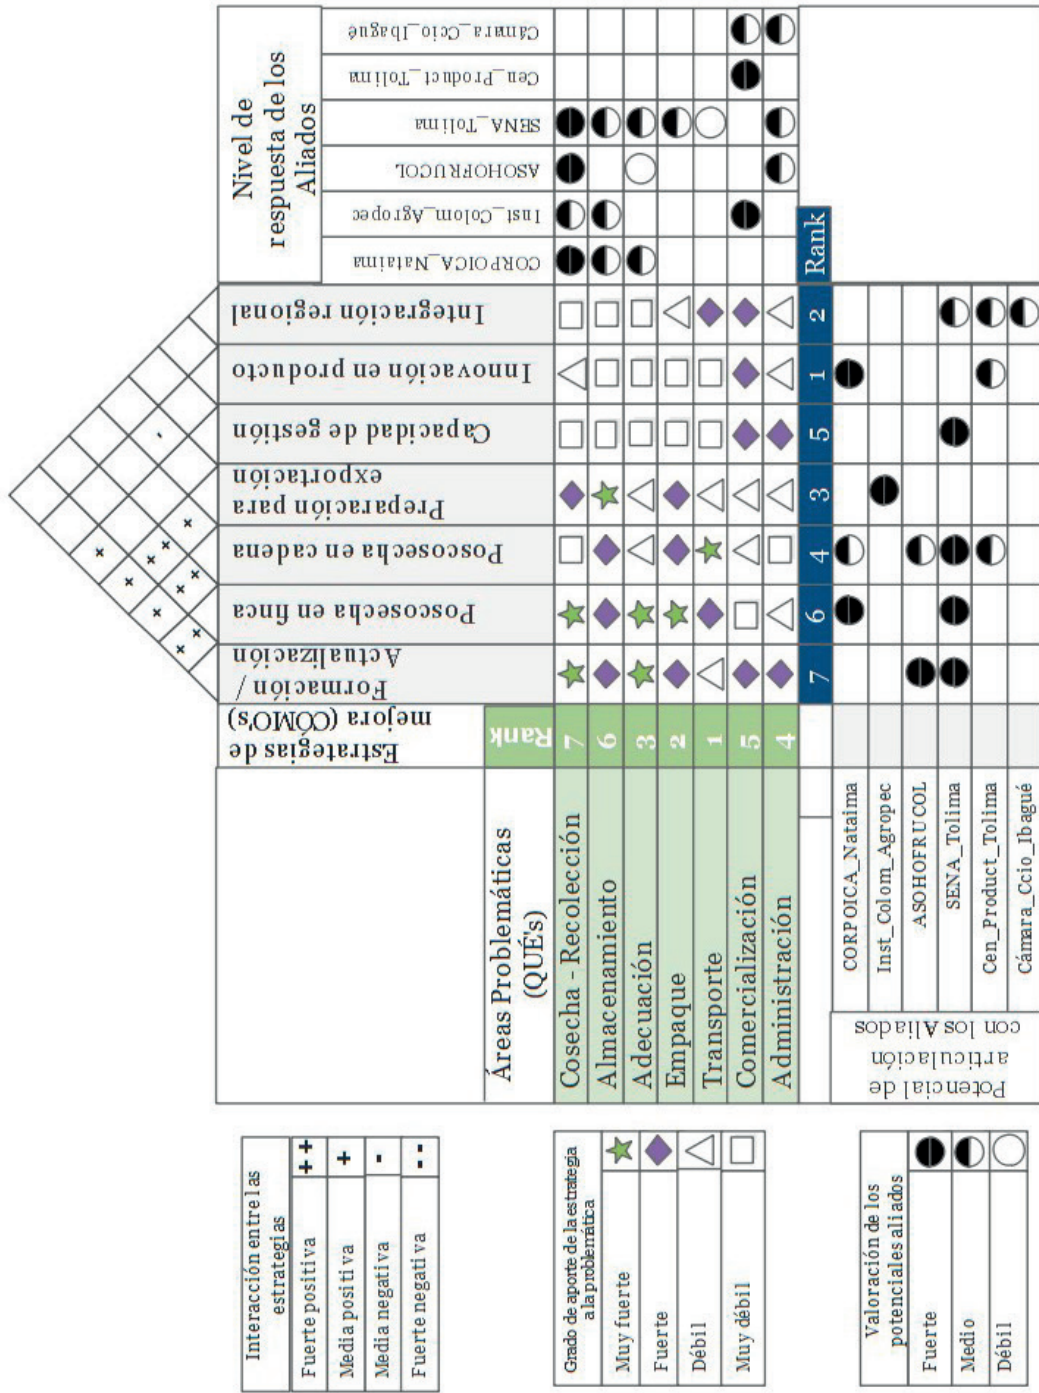 Interacción entre las
estrategias
Fuerte positiva ++
Media positiva +
Media negativa -
Fuerte negativa --
Grado de aporte de la estrategia
a la problemática
Muy fuerte
Fuerte
Débil
Muy débil
Valoración de los
potenciales aliados
Fuerte
Medio
Débil
Estrategias de
mejora (CÓMO's)
Formación /
Actualización
Poscosecha en finca
Poscosecha en cadena
Preparación para
exportación
Capacidad de gestión
Innovación en producto
Integración regional
Nivel de
respuesta de los
Aliados
CORPOICA_Nataima
Inst_Colom_Agropec
ASOHOFRUCOL
SENA_Tolima
Cen_Product_Tolima
Cámara_Ccio_Ibagué
Áreas Problemáticas
(QUÉ's)
Rank
Cosecha - Recolección 7
Almacenamiento 6
Adecuación 3
Empaque 2
Transporte 1
Comercialización 5
Administración 4
7 6 4 3 5 1 2 Rank
Potencial de
articulación
con los Aliados
CORPOICA_Nataima
Inst_Colom_Agropec
ASOHOFRUCOL
SENA_Tolima
Cen_Product_Tolima
Cámara_Ccio_Ibagué